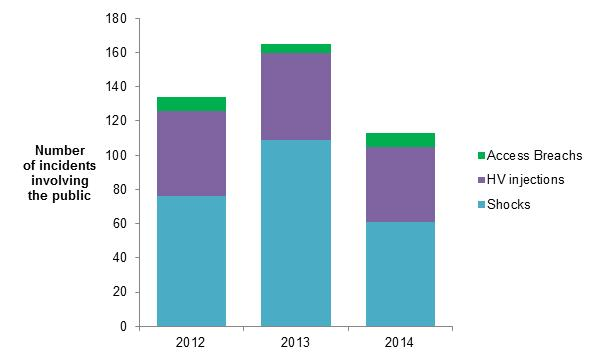 180
160
140
120
100
80
60
40
20
0
Number
of incidents
involving
the public
2012
2013
2014
Access Breachs
HV injections
Shocks